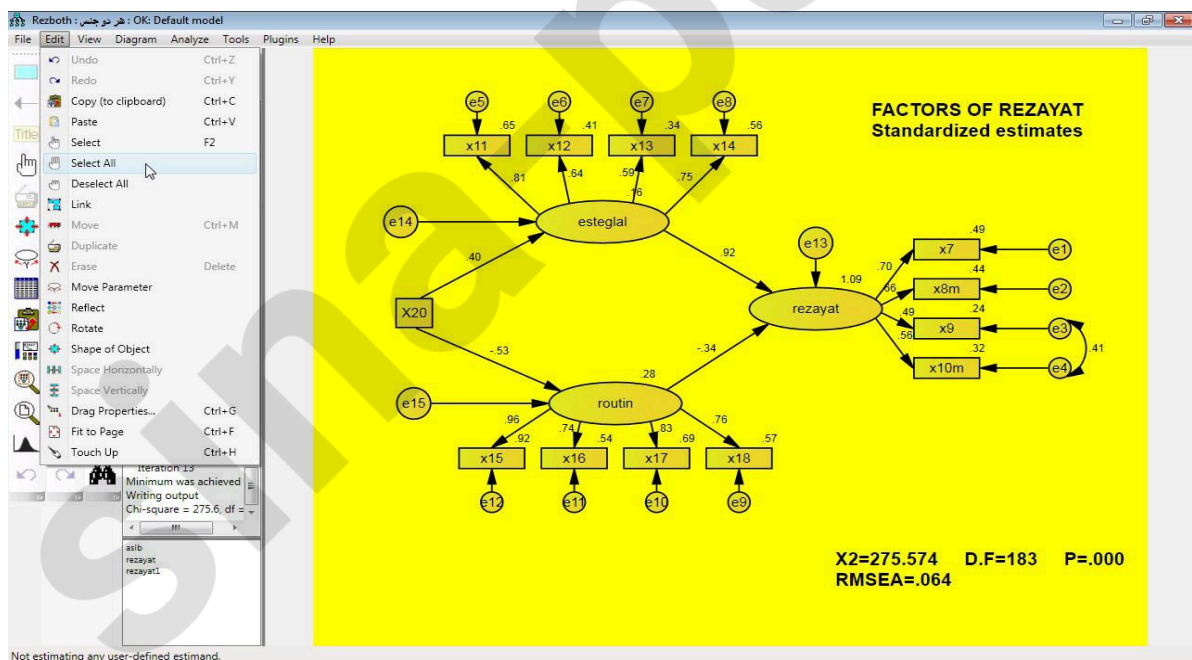 Rezboth : هر دو جنس : OK: Default model
File Edit View Diagram Analyze Tools Plugins Help
Undo Ctrl+Z
Redo Ctrl+Y
Copy (to clipboard) Ctrl+C
Paste Ctrl+V
Select F2
Select All
Deselect All
Link
Move Ctrl+M
Duplicate
Erase Delete
Move Parameter
Reflect
Rotate
Shape of Object
Space Horizontally
Space Vertically
Drag Properties... Ctrl+G
Fit to Page Ctrl+F
Touch Up Ctrl+H
Title
Iteration 13
Minimum was achieved
Writing output
Chi-square = 275.6, df =
asib
rezayat
rezayat1
Not estimating any user-defined estimand.
FACTORS OF REZAYAT
Standardized estimates
e5 e6 e7 e8
.65 .41 .34 .56
x11 x12 x13 x14
.81 .64 .59 .75
.16
e14 esteglal
.40 .92
e13
1.09
X20 rezayat
.70 .66 .49 .56
.49
x7 e1
.44
x8m e2
.24
x9 e3
.32
x10m e4
.41
-.53 -.34
.28
e15 routin
.96 .74 .83 .76
.92 .54 .69 .57
x15 x16 x17 x18
e12 e11 e10 e9
X2=275.574 D.F=183 P=.000
RMSEA=.064